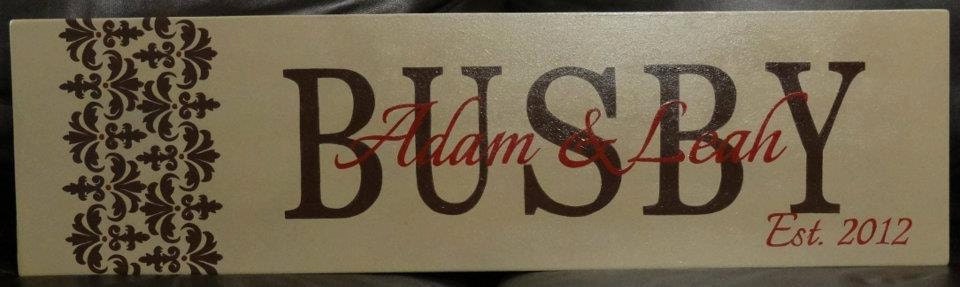 BUSBY
Adam & Leah
Est. 2012